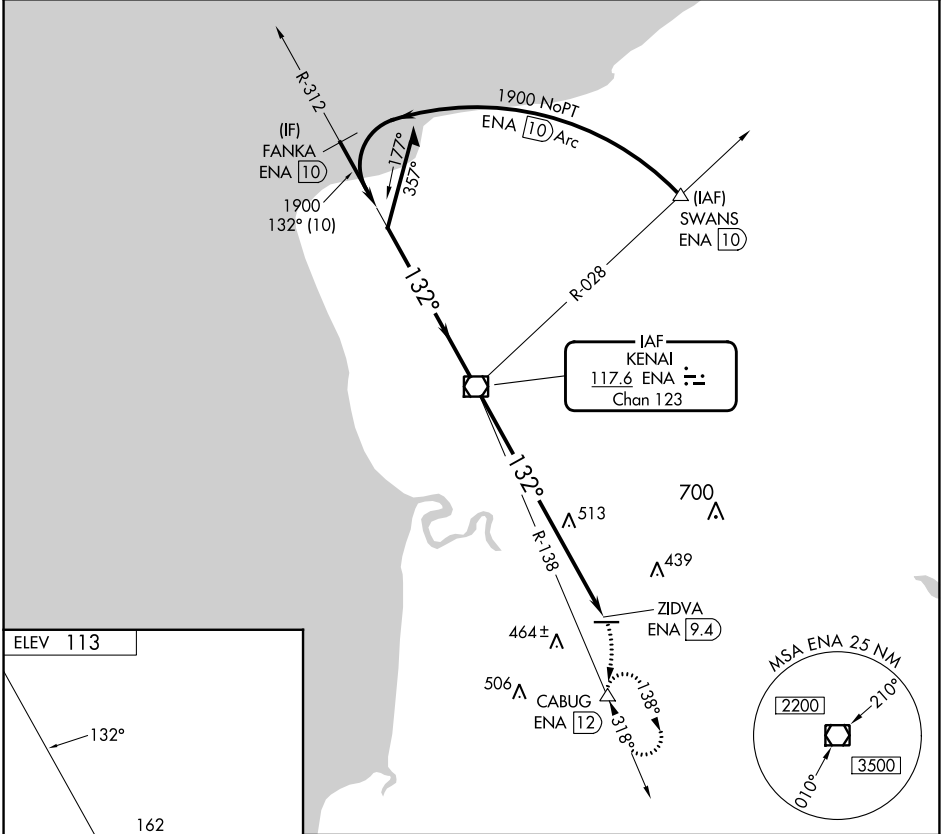 R-312
(IF)
FANKA
ENA 10
1900
132° (10)
177°
357°
1900 NoPT
ENA 10 Arc
(IAF)
SWANS
ENA 10
R-028
132°
IAF
KENAI
117.6 ENA
Chan 123
132°
R-138
513
700
439
ZIDVA
ENA 9.4
464±
506
CABUG
ENA 12
138°
318°
MSA ENA 25 NM
2200
210°
3500
010°
ELEV 113
132°
162